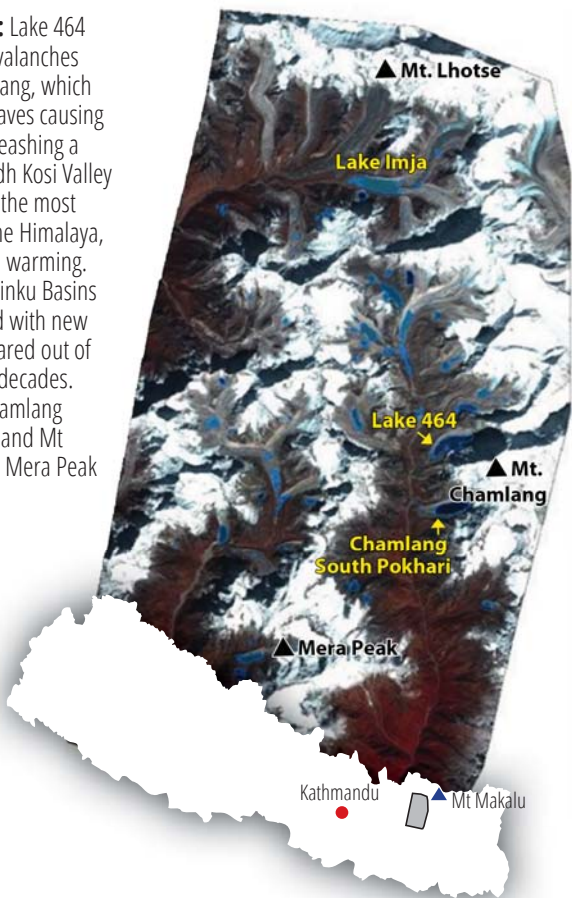 : Lake 464
valanches
ang, which
aves causing
eashing a
dh Kosi Valley
the most
he Himalaya,
warming.
inku Basins
d with new
ared out of
decades.
amlang
and Mt
Mera Peak
Mt. Lhotse
Lake Imja
Lake 464
Mt.
Chamlang
Chamlang
South Pokhari
Mera Peak
Kathmandu
Mt Makalu